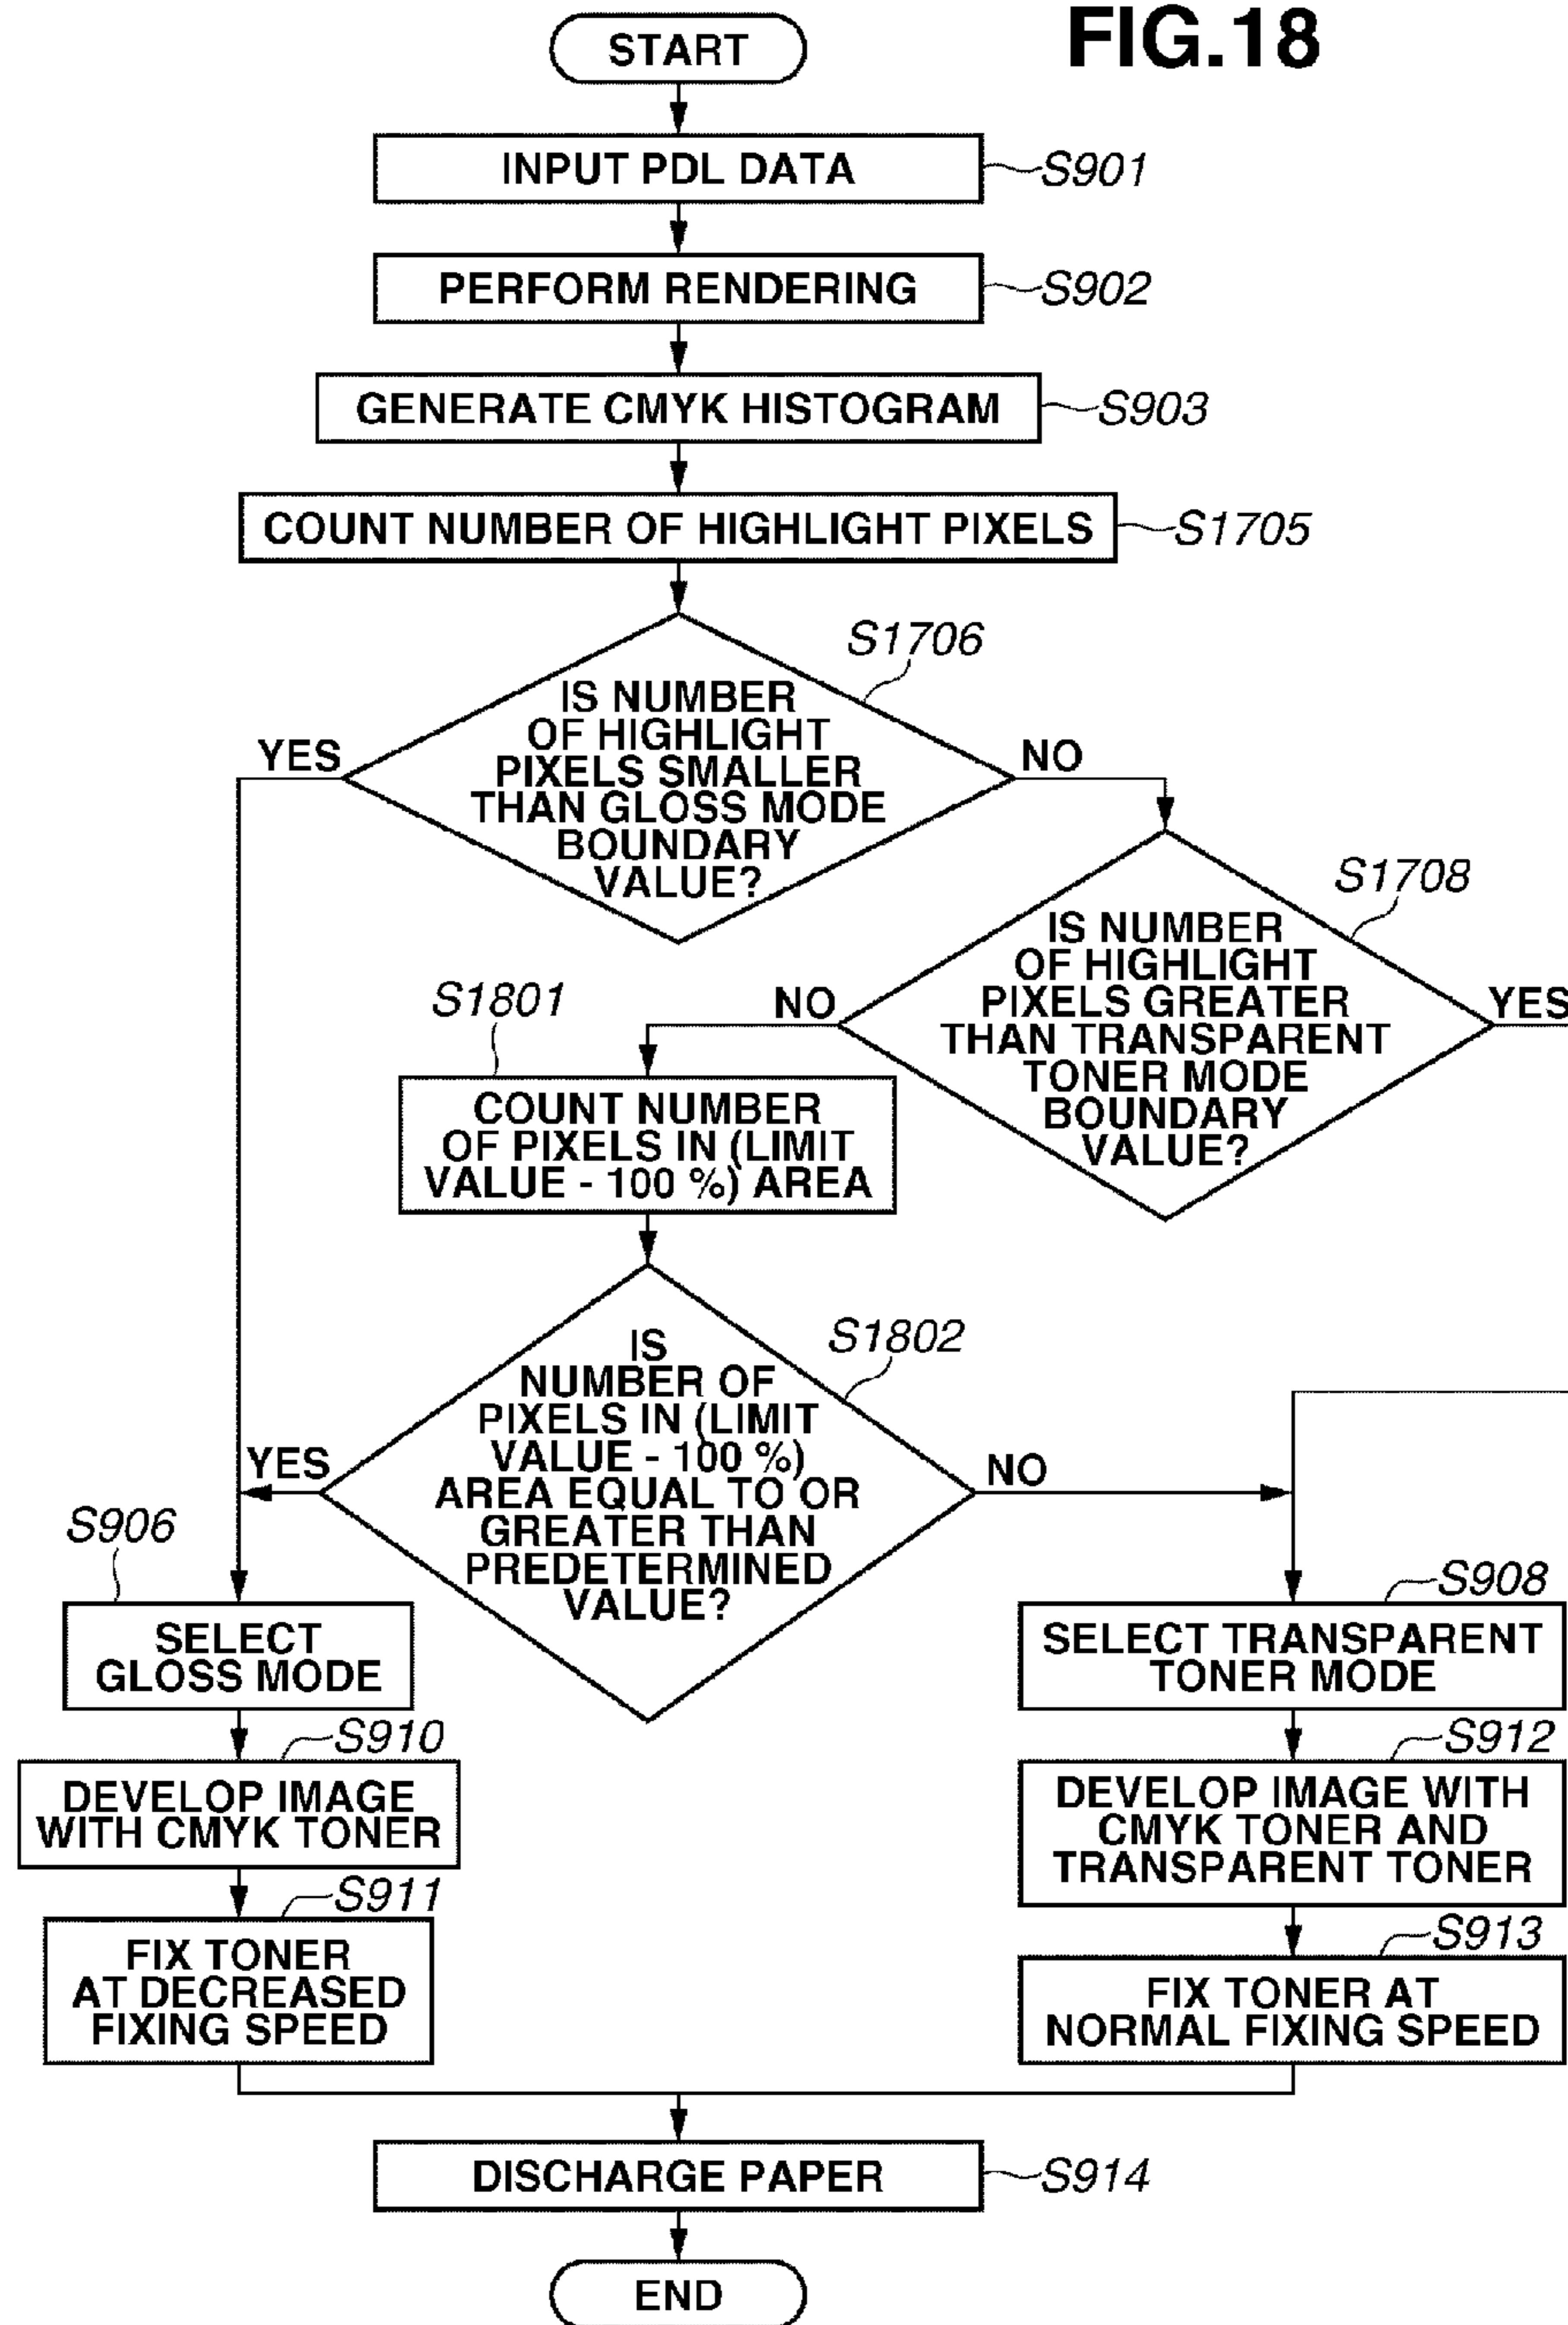 FIG.18
START
INPUT PDL DATA
S901
PERFORM RENDERING
S902
GENERATE CMYK HISTOGRAM
S903
COUNT NUMBER OF HIGHLIGHT PIXELS
S1705
S1706
IS NUMBER
OF HIGHLIGHT
PIXELS SMALLER
THAN GLOSS MODE
BOUNDARY
VALUE?
YES
NO
S1708
IS NUMBER
OF HIGHLIGHT
PIXELS GREATER
THAN TRANSPARENT
TONER MODE
BOUNDARY
VALUE?
NO
YES
S1801
COUNT NUMBER
OF PIXELS IN (LIMIT
VALUE - 100 %) AREA
S1802
IS
NUMBER OF
PIXELS IN (LIMIT
VALUE - 100 %)
AREA EQUAL TO OR
GREATER THAN
PREDETERMINED
VALUE?
YES
NO
S906
SELECT
GLOSS MODE
S910
DEVELOP IMAGE
WITH CMYK TONER
S911
FIX TONER
AT DECREASED
FIXING SPEED
S908
SELECT TRANSPARENT
TONER MODE
S912
DEVELOP IMAGE WITH
CMYK TONER AND
TRANSPARENT TONER
S913
FIX TONER AT
NORMAL FIXING SPEED
DISCHARGE PAPER
S914
END